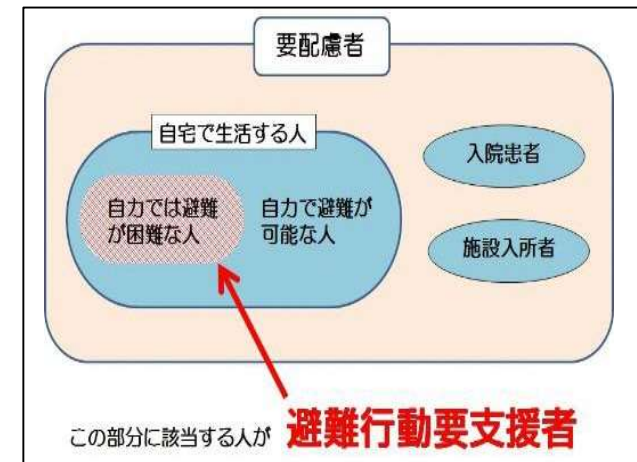 要配慮者
自宅で生活する人
自力では避難
が困難な人
自力で避難が
可能な人
入院患者
施設入所者
この部分に該当する人が 避難行動要支援者